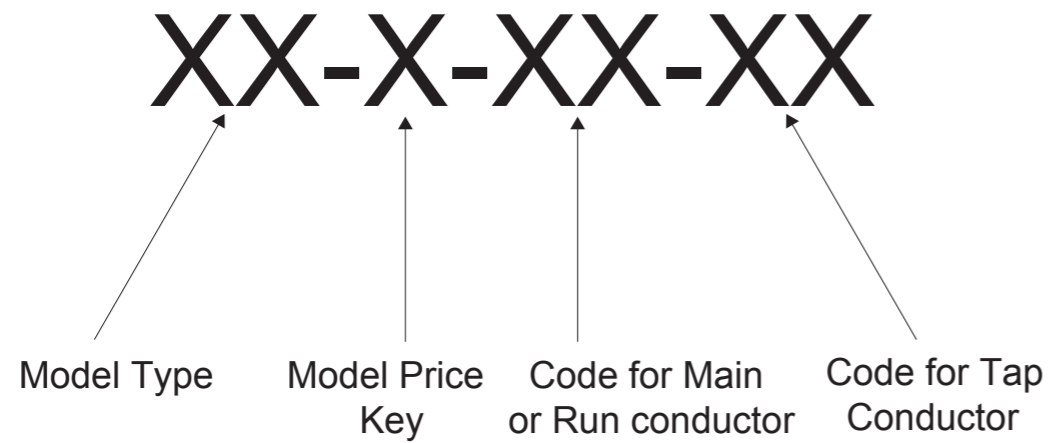 XX-X-XX-XX
Model Type
Model Price
Key
Code for Main
or Run conductor
Code for Tap
Conductor